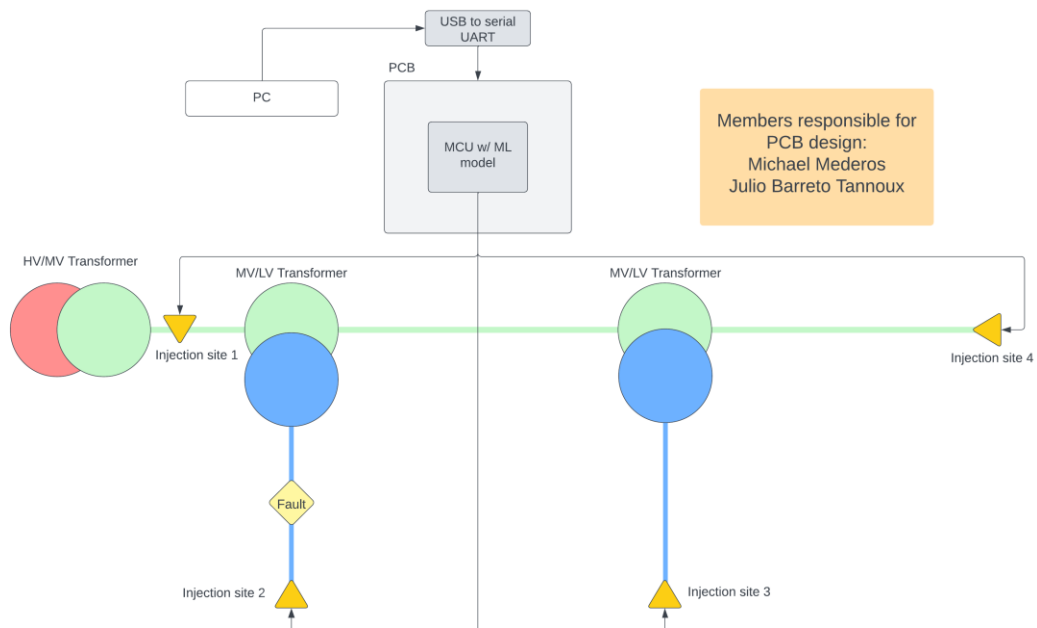 USB to serial
UART
PCB
PC
MCU w/ ML
model
Members responsible for
PCB design:
Michael Mederos
Julio Barreto Tannoux
HV/MV Transformer
MV/LV Transformer
MV/LV Transformer
Injection site 1
Injection site 4
Fault
Injection site 2
Injection site 3